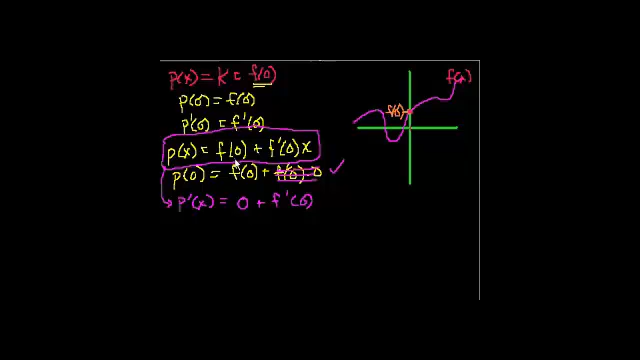 p(x) = K = f(0)
p(0) = f(0)
p'(0) = f'(0)
p(x) = f(0) + f'(0)x
p(0) = f(0) + f'(0)·0 ✓
p'(x) = 0 + f'(0)
f(x)
f(0)